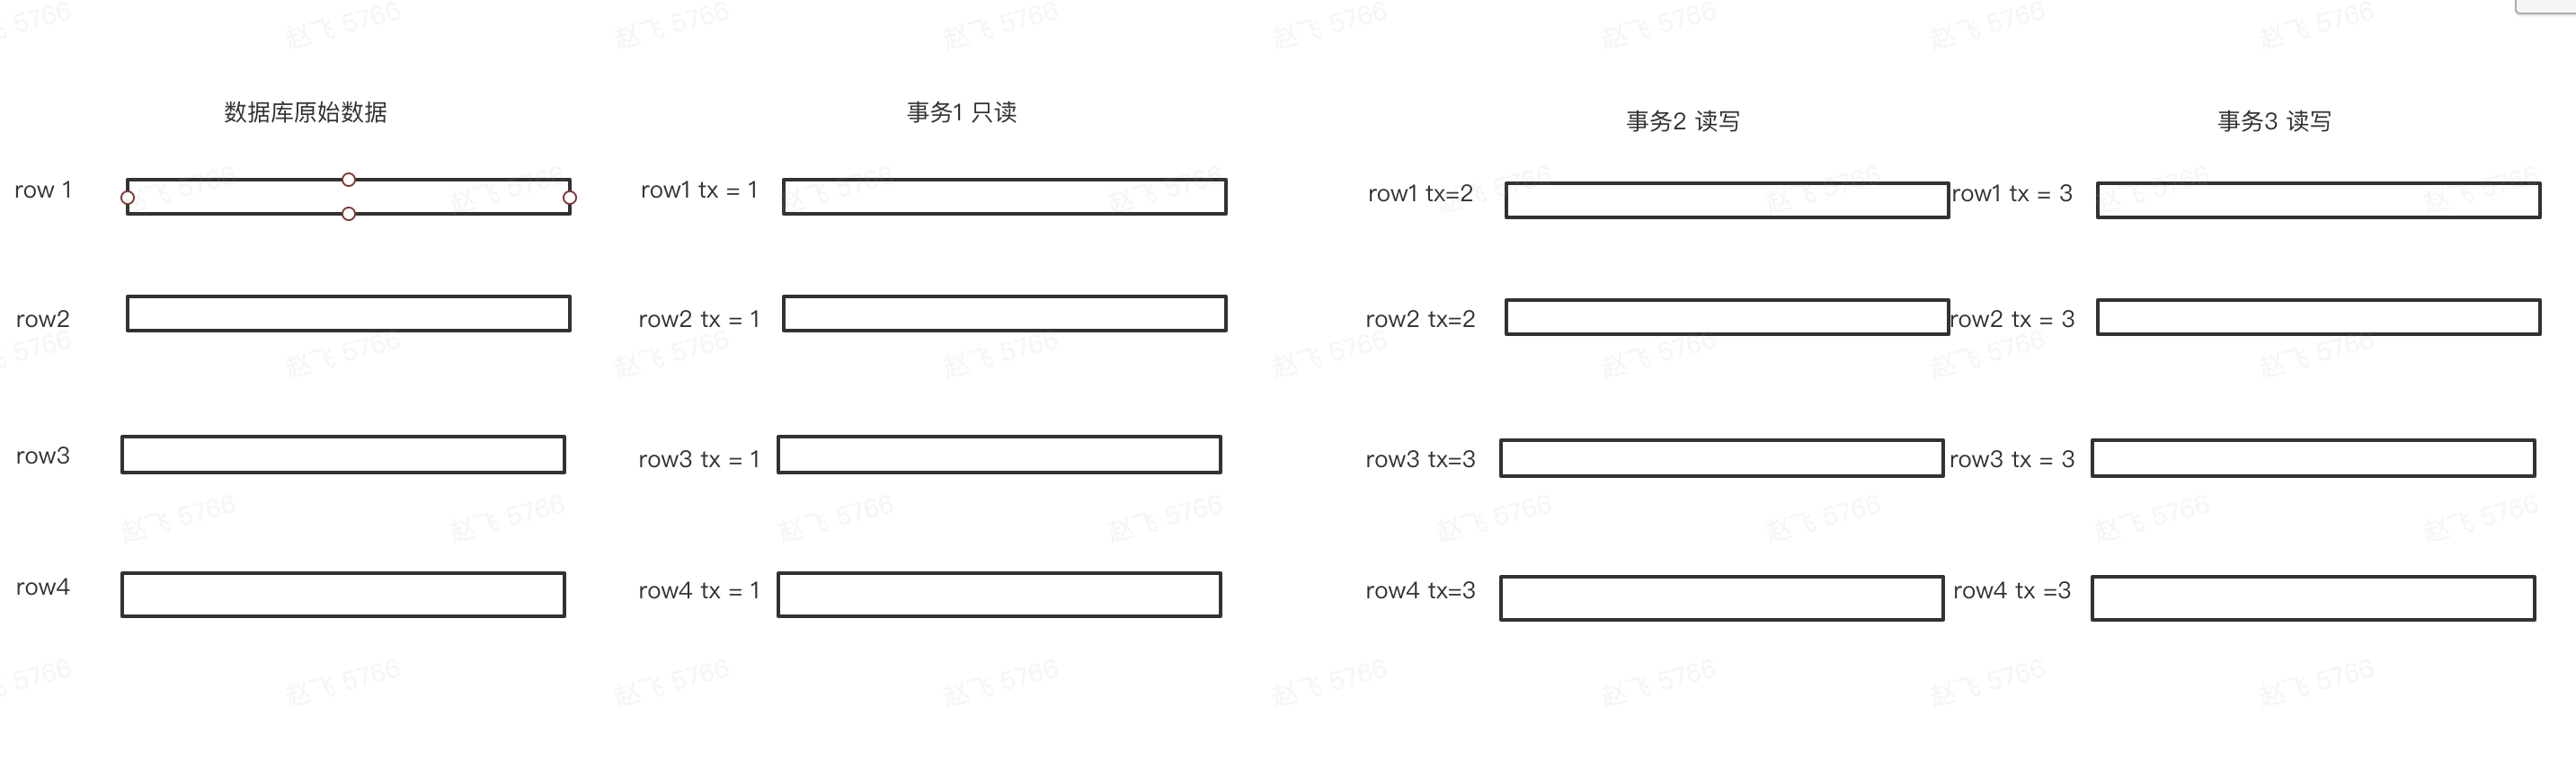 数据库原始数据 事务1 只读 事务2 读写 事务3 读写
row 1 row1 tx = 1 row1 tx=2 row1 tx = 3
row2 row2 tx = 1 row2 tx=2 row2 tx = 3
row3 row3 tx = 1 row3 tx=3 row3 tx = 3
row4 row4 tx = 1 row4 tx=3 row4 tx =3
赵飞 5766